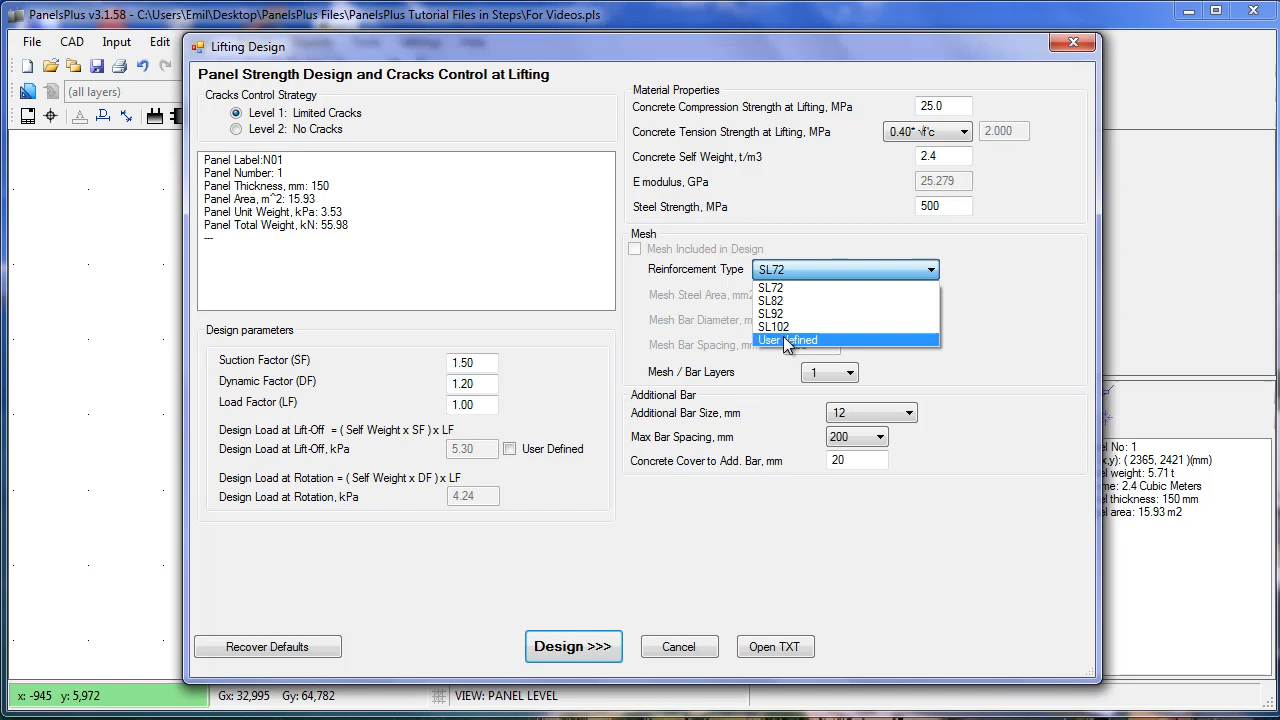 PanelsPlus v3.1.58 - C:\Users\Emil\Desktop\PanelsPlus Files\PanelsPlus Tutorial Files in Steps\For Videos.pls
File CAD Input Edit
(all layers)
Lifting Design
Panel Strength Design and Cracks Control at Lifting
Cracks Control Strategy
Level 1: Limited Cracks
Level 2: No Cracks
Panel Label:N01
Panel Number: 1
Panel Thickness, mm: 150
Panel Area, m^2: 15.93
Panel Unit Weight, kPa: 3.53
Panel Total Weight, kN: 55.98
---
Design parameters
Suction Factor (SF) 1.50
Dynamic Factor (DF) 1.20
Load Factor (LF) 1.00
Design Load at Lift-Off = ( Self Weight x SF ) x LF
Design Load at Lift-Off, kPa 5.30 User Defined
Design Load at Rotation = ( Self Weight x DF ) x LF
Design Load at Rotation, kPa 4.24
Material Properties
Concrete Compression Strength at Lifting, MPa 25.0
Concrete Tension Strength at Lifting, MPa 0.40* √f'c 2.000
Concrete Self Weight, t/m3 2.4
E modulus, GPa 25.279
Steel Strength, MPa 500
Mesh
Mesh Included in Design
Reinforcement Type SL72
SL72
SL82
SL92
SL102
User defined
Mesh Steel Area, mm2
Mesh Bar Diameter, m
Mesh Bar Spacing, mm
Mesh / Bar Layers 1
Additional Bar
Additional Bar Size, mm 12
Max Bar Spacing, mm 200
Concrete Cover to Add. Bar, mm 20
Recover Defaults Design >>> Cancel Open TXT
el No: 1
x,y): ( 2365, 2421 )(mm)
el weight: 5.71 t
me: 2.4 Cubic Meters
el thickness: 150 mm
el area: 15.93 m2
x: -945 y: 5,972 Gx: 32,995 Gy: 64,782 VIEW: PANEL LEVEL